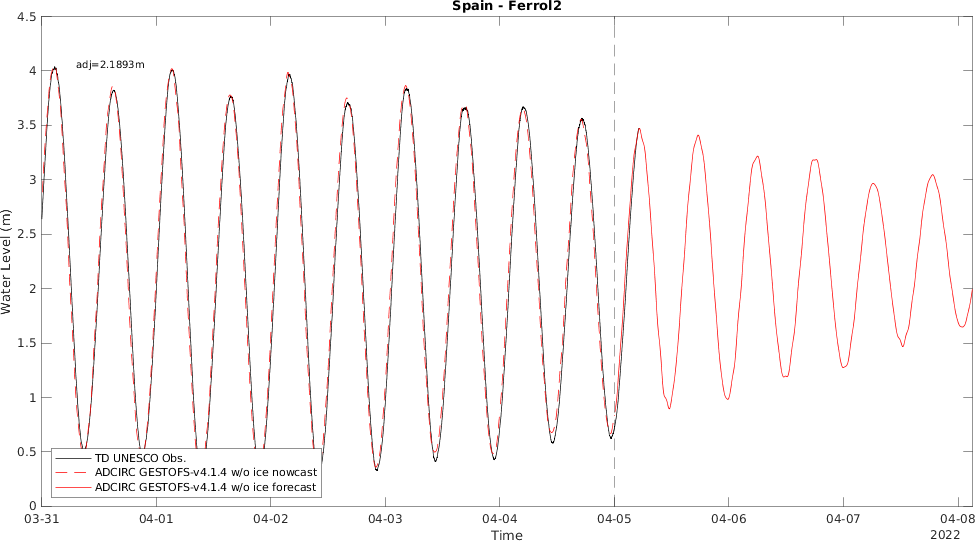 Spain - Ferrol2
4.5
4
3.5
3
2.5
2
1.5
1
0.5
0
Water Level (m)
adj=2.1893m
TD UNESCO Obs.
ADCIRC GESTOFS-v4.1.4 w/o ice nowcast
ADCIRC GESTOFS-v4.1.4 w/o ice forecast
03-31 04-01 04-02 04-03 04-04 04-05 04-06 04-07 04-08
Time
2022